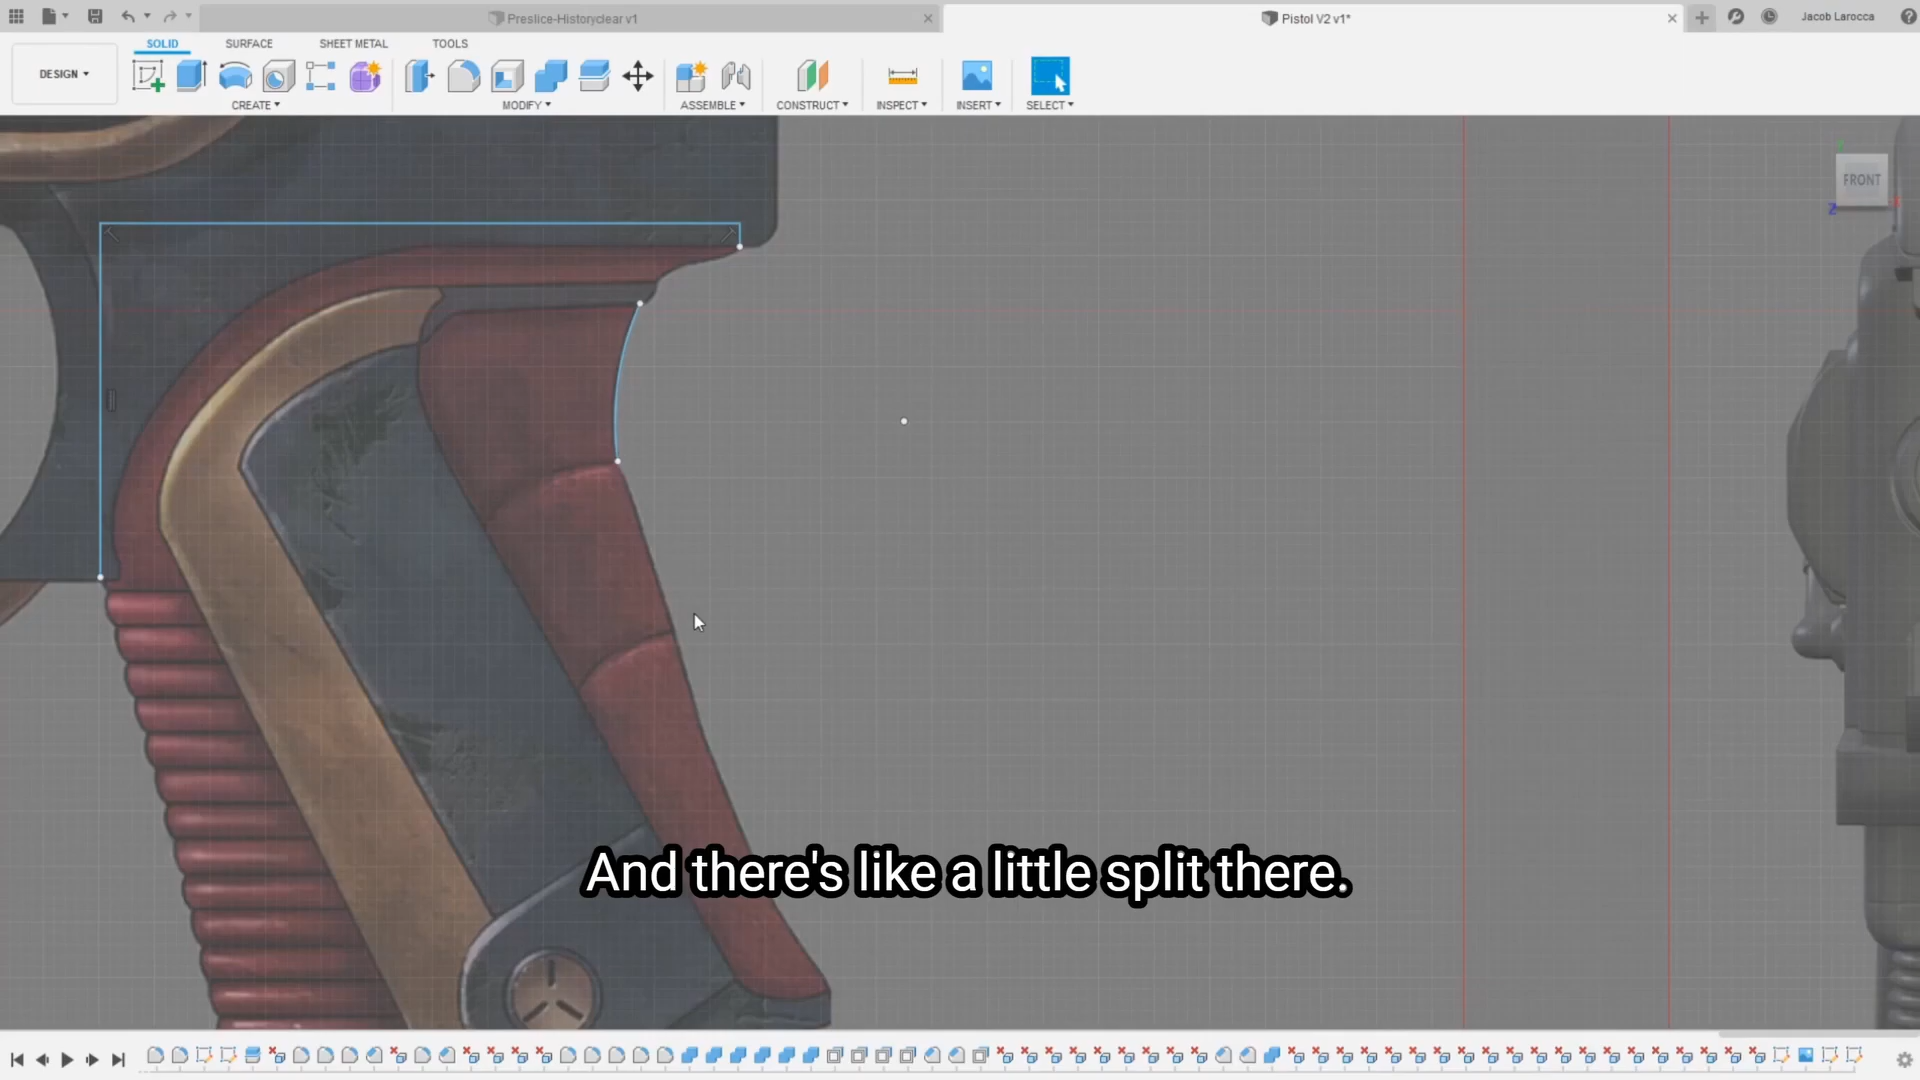 Preslice-Historyclear v1
Pistol V2 v1*
Jacob Larocca
SOLID
SURFACE
SHEET METAL
TOOLS
DESIGN
CREATE
MODIFY
ASSEMBLE
CONSTRUCT
INSPECT
INSERT
SELECT
FRONT
Z
And there's like a little split there.